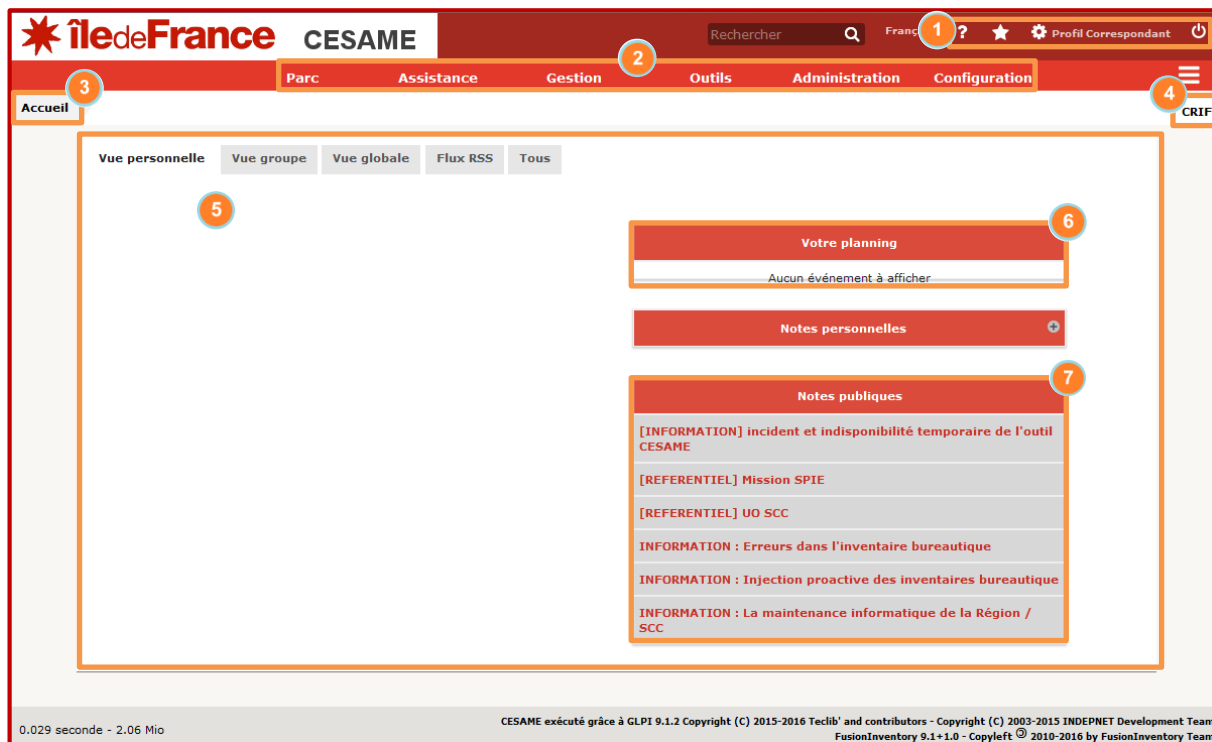 îledeFrance CESAME
Rechercher
Franç
1
?
Profil Correspondant
2
Parc Assistance Gestion Outils Administration Configuration
3
Accueil
4
CRIF
Vue personnelle Vue groupe Vue globale Flux RSS Tous
5
6
Votre planning
Aucun événement à afficher
Notes personnelles
7
Notes publiques
[INFORMATION] incident et indisponibilité temporaire de l'outil
CESAME
[REFERENTIEL] Mission SPIE
[REFERENTIEL] UO SCC
INFORMATION : Erreurs dans l'inventaire bureautique
INFORMATION : Injection proactive des inventaires bureautique
INFORMATION : La maintenance informatique de la Région /
SCC
0.029 seconde - 2.06 Mio
CESAME exécuté grâce à GLPI 9.1.2 Copyright (C) 2015-2016 Teclib' and contributors - Copyright (C) 2003-2015 INDEPNET Development Team
FusionInventory 9.1+1.0 - Copyleft 🄯 2010-2016 by FusionInventory Team